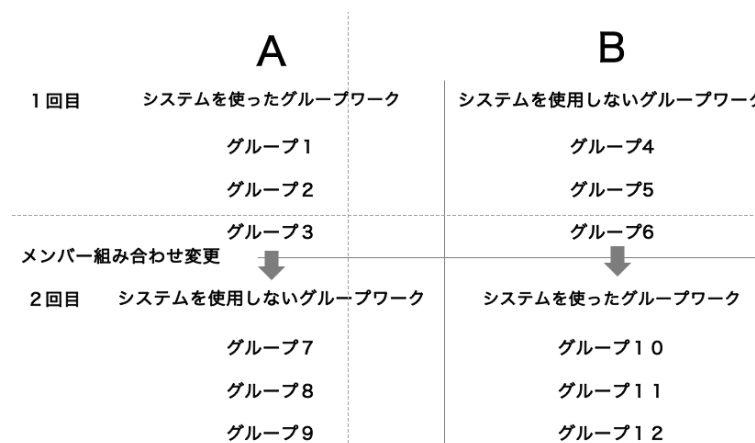 A B
1回目 システムを使ったグループワーク システムを使用しないグループワーク
グループ1 グループ4
グループ2 グループ5
グループ3 グループ6
メンバー組み合わせ変更
2回目 システムを使用しないグループワーク システムを使ったグループワーク
グループ7 グループ10
グループ8 グループ11
グループ9 グループ12